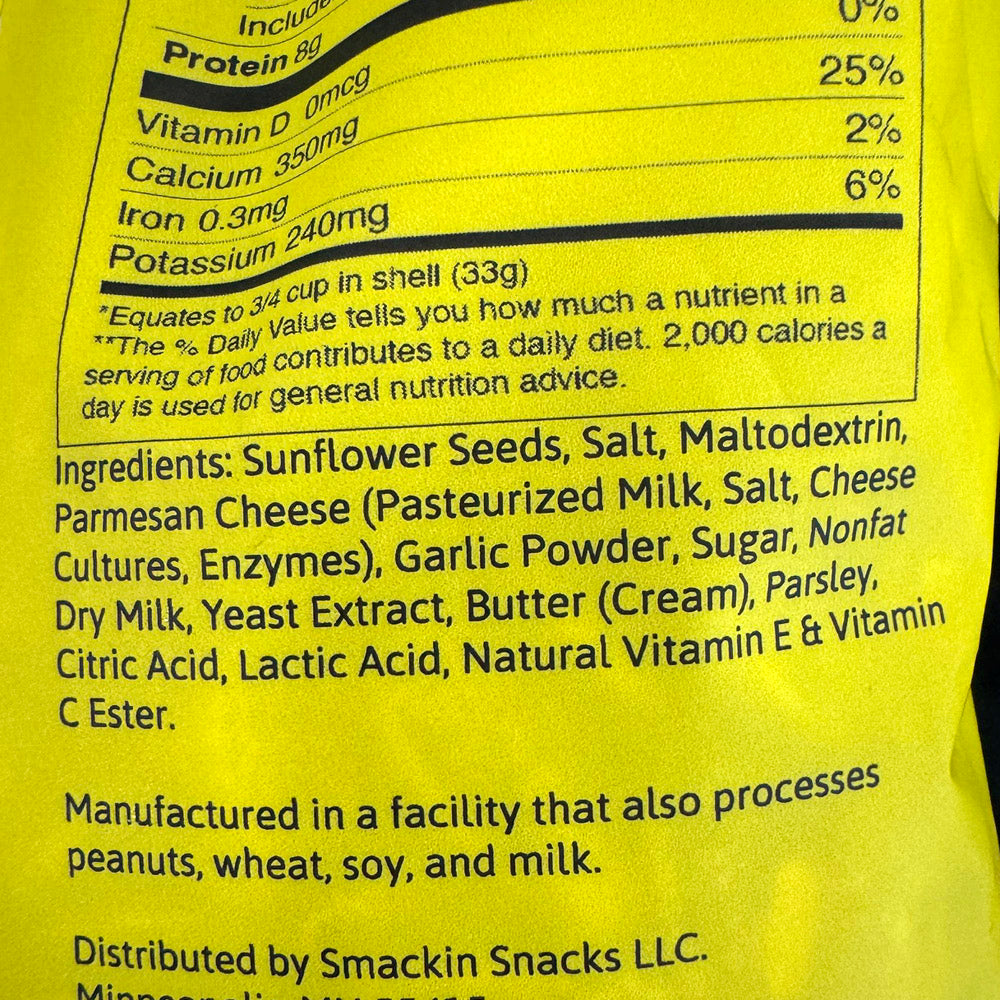 Protein 8g
0%
Vitamin D 0mcg
25%
Calcium 350mg
2%
Iron 0.3mg
6%
Potassium 240mg
*Equates to 3/4 cup in shell (33g)
**The % Daily Value tells you how much a nutrient in a
serving of food contributes to a daily diet. 2,000 calories a
day is used for general nutrition advice.
Ingredients: Sunflower Seeds, Salt, Maltodextrin,
Parmesan Cheese (Pasteurized Milk, Salt, Cheese
Cultures, Enzymes), Garlic Powder, Sugar, Nonfat
Dry Milk, Yeast Extract, Butter (Cream), Parsley,
Citric Acid, Lactic Acid, Natural Vitamin E & Vitamin
C Ester.
Manufactured in a facility that also processes
peanuts, wheat, soy, and milk.
Distributed by Smackin Snacks LLC.